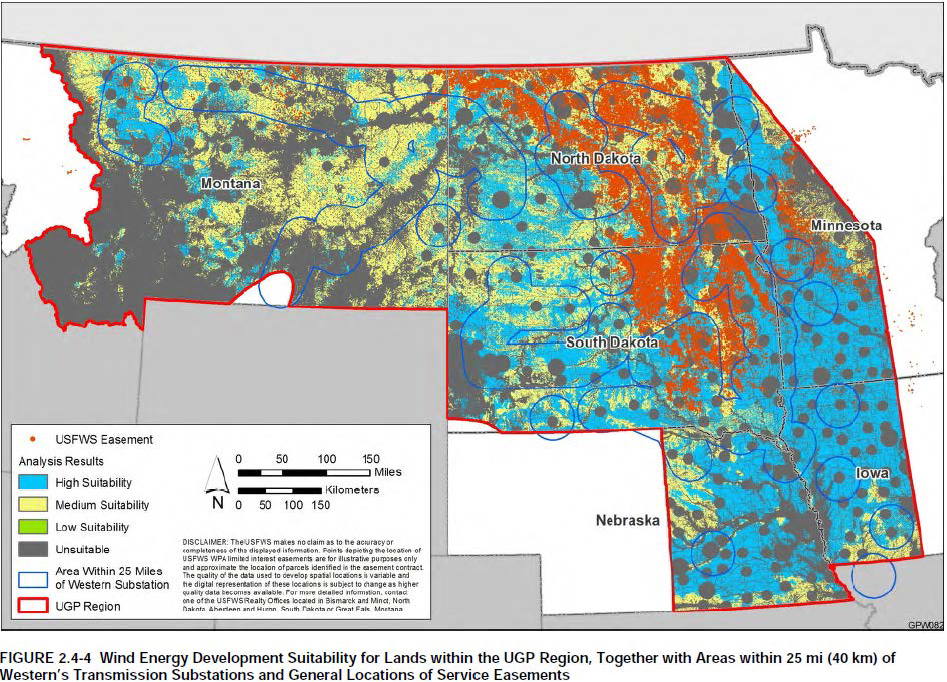 North Dakota
Montana
Minnesota
South Dakota
Iowa
Nebraska
USFWS Easement
Analysis Results
High Suitability
Medium Suitability
Low Suitability
Unsuitable
Area Within 25 Miles
of Western Substation
UGP Region
N
0 50 100 150
Miles
Kilometers
0 50 100 150
DISCLAIMER: The USFWS makes no claim as to the accuracy or
completeness of the displayed information. Points depicting the location of
USFWS WPA limited interest easements are for illustrative purposes only
and approximate the location of parcels identified in the easement contract.
The quality of the data used to develop spatial locations is variable and
the digital representation of these locations is subject to change as higher
quality data becomes available. For more detailed information, contact
one of the USFWS Realty Offices located in Bismarck and Minot, North
Dakota, Aberdeen and Huron, South Dakota or Great Falls, Montana
GPW082
FIGURE 2.4-4 Wind Energy Development Suitability for Lands within the UGP Region, Together with Areas within 25 mi (40 km) of
Western's Transmission Substations and General Locations of Service Easements